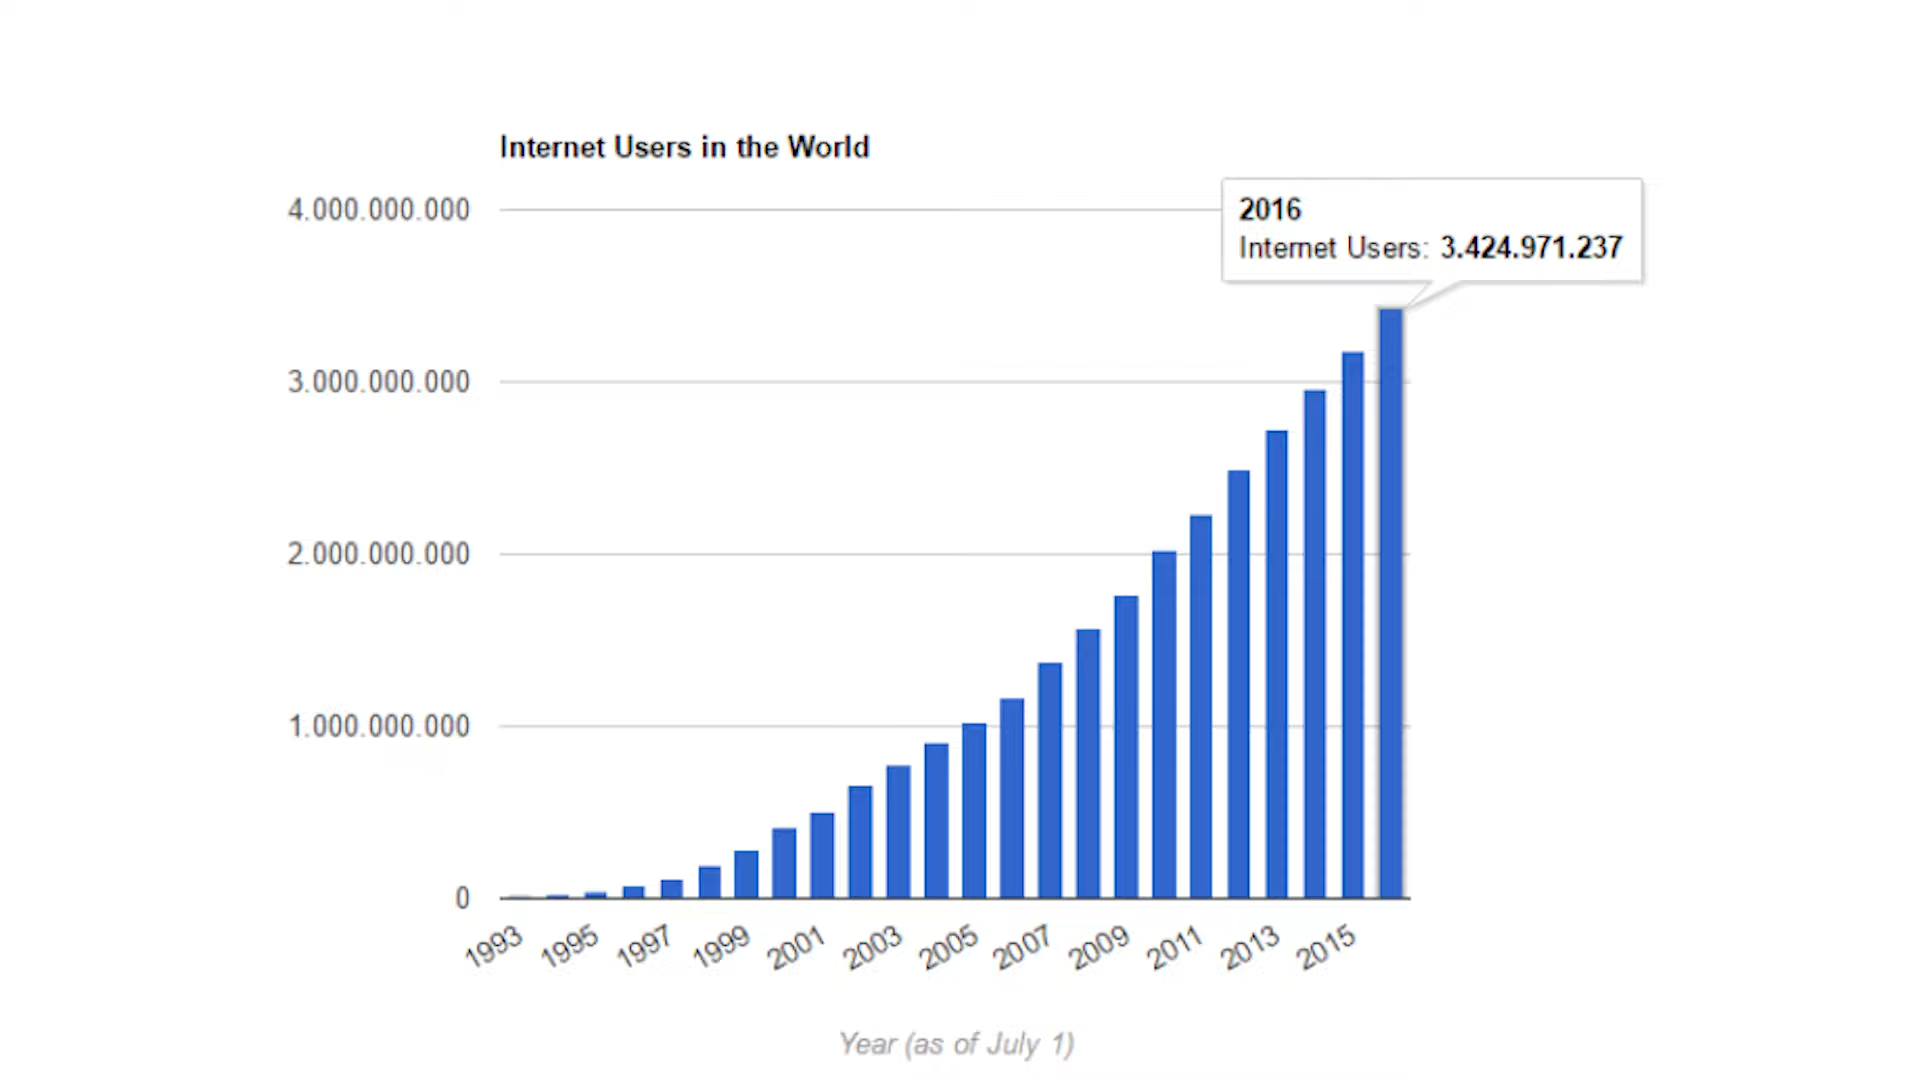 Internet Users in the World
4.000.000.000
2016
Internet Users: 3.424.971.237
3.000.000.000
2.000.000.000
1.000.000.000
0
1993 1995 1997 1999 2001 2003 2005 2007 2009 2011 2013 2015
Year (as of July 1)